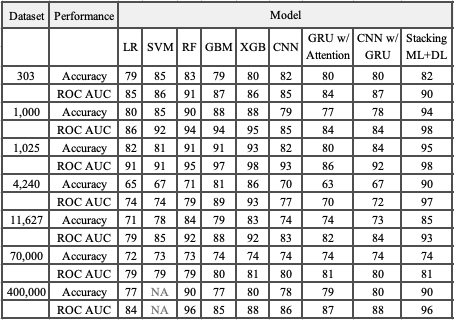 Dataset Performance Model
LR SVM RF GBM XGB CNN GRU w/ Attention CNN w/ GRU Stacking ML+DL
303 Accuracy 79 85 83 79 80 82 80 80 82
ROC AUC 85 86 91 87 86 85 84 87 90
1,000 Accuracy 80 85 90 88 88 79 77 78 94
ROC AUC 86 92 94 94 95 85 84 84 98
1,025 Accuracy 82 81 91 91 93 82 80 84 95
ROC AUC 91 91 95 97 98 93 86 92 98
4,240 Accuracy 65 67 71 81 86 70 63 67 90
ROC AUC 74 74 79 89 93 77 70 72 97
11,627 Accuracy 71 78 84 79 83 74 74 73 85
ROC AUC 79 85 92 88 92 83 82 84 93
70,000 Accuracy 72 73 73 74 74 74 74 74 74
ROC AUC 79 79 79 80 81 80 81 80 81
400,000 Accuracy 77 NA 90 77 80 78 79 80 90
ROC AUC 84 NA 96 85 88 86 87 88 96